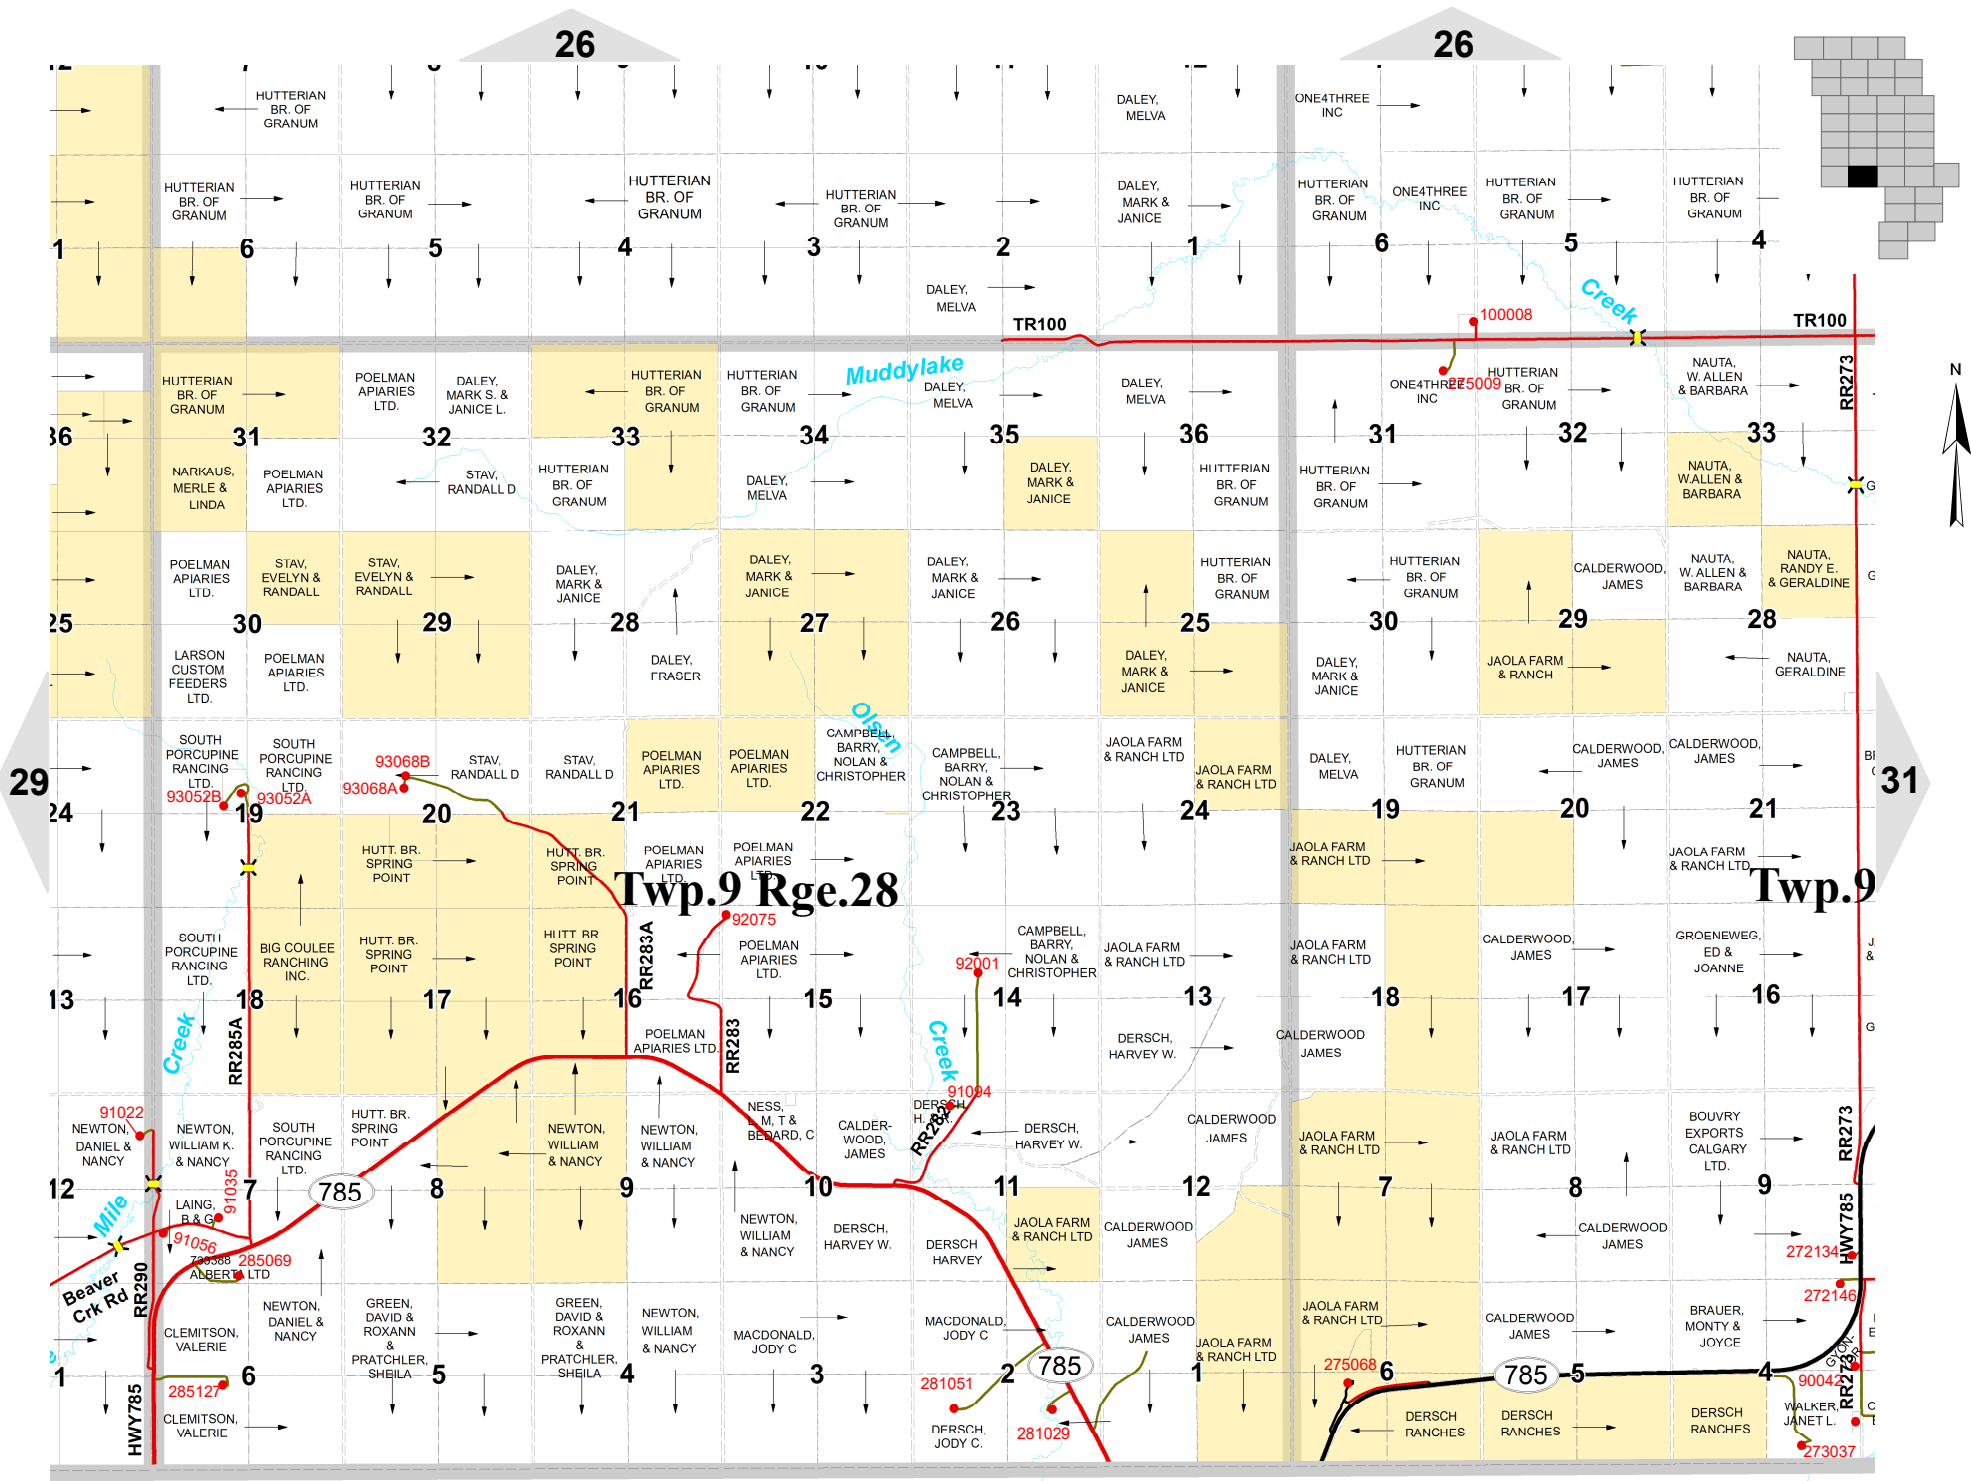 26
26
HUTTERIAN
BR. OF
GRANUM
DALEY,
MELVA
ONE4THREE
INC
HUTTERIAN
BR. OF
GRANUM
HUTTERIAN
BR. OF
GRANUM
HUTTERIAN
BR. OF
GRANUM
HUTTERIAN
BR. OF
GRANUM
DALEY,
MARK &
JANICE
HUTTERIAN
BR. OF
GRANUM
ONE4THREE
INC
HUTTERIAN
BR. OF
GRANUM
HUTTERIAN
BR. OF
GRANUM
1 6 5 4 3 2 1 6 5 4
DALEY,
MELVA
Creek
100008
TR100
TR100
HUTTERIAN
BR. OF
GRANUM
POELMAN
APIARIES
LTD.
DALEY,
MARK S. &
JANICE L.
HUTTERIAN
BR. OF
GRANUM
HUTTERIAN
BR. OF
GRANUM
Muddylake
DALEY,
MELVA
DALEY,
MELVA
275009
ONE4THREE
INC
HUTTERIAN
BR. OF
GRANUM
NAUTA,
W. ALLEN
& BARBARA
RR273
N
36 31 32 33 34 35 36 31 32 33
NARKAUS,
MERLE &
LINDA
POELMAN
APIARIES
LTD.
STAV,
RANDALL D
HUTTERIAN
BR. OF
GRANUM
DALEY,
MELVA
DALEY.
MARK &
JANICE
HUTTERIAN
BR. OF
GRANUM
HUTTERIAN
BR. OF
GRANUM
NAUTA,
W.ALLEN &
BARBARA
POELMAN
APIARIES
LTD.
STAV,
EVELYN &
RANDALL
STAV,
EVELYN &
RANDALL
DALEY,
MARK &
JANICE
DALEY,
MARK &
JANICE
DALEY,
MARK &
JANICE
HUTTERIAN
BR. OF
GRANUM
HUTTERIAN
BR. OF
GRANUM
CALDERWOOD,
JAMES
NAUTA,
W. ALLEN &
BARBARA
NAUTA,
RANDY E.
& GERALDINE
25 30 29 28 27 26 25 30 29 28
LARSON
CUSTOM
FEEDERS
LTD.
POELMAN
APIARIES
LTD.
DALEY,
FRASER
DALEY,
MARK &
JANICE
DALEY,
MARK &
JANICE
JAOLA FARM
& RANCH
NAUTA,
GERALDINE
29
31
Olsen
SOUTH
PORCUPINE
RANCING
LTD.
SOUTH
PORCUPINE
RANCING
LTD.
93052B
93052A
93068B
93068A
STAV,
RANDALL D
STAV,
RANDALL D
POELMAN
APIARIES
LTD.
POELMAN
APIARIES
LTD.
CAMPBELL,
BARRY,
NOLAN &
CHRISTOPHER
CAMPBELL,
BARRY,
NOLAN &
CHRISTOPHER
JAOLA FARM
& RANCH LTD
JAOLA FARM
& RANCH LTD
DALEY,
MELVA
HUTTERIAN
BR. OF
GRANUM
CALDERWOOD,
JAMES
CALDERWOOD,
JAMES
24 19 20 21 22 23 24 19 20 21
HUTT. BR.
SPRING
POINT
HUTT. BR.
SPRING
POINT
POELMAN
APIARIES
LTD.
POELMAN
APIARIES
LTD.
JAOLA FARM
& RANCH LTD
JAOLA FARM
& RANCH LTD
Twp.9 Rge.28
Twp.9
92075
SOUTH
PORCUPINE
RANCING
LTD.
BIG COULEE
RANCHING
INC.
HUTT. BR.
SPRING
POINT
HUTT. BR
SPRING
POINT
RR283A
POELMAN
APIARIES
LTD.
92001
CAMPBELL,
BARRY,
NOLAN &
CHRISTOPHER
JAOLA FARM
& RANCH LTD
JAOLA FARM
& RANCH LTD
CALDERWOOD,
JAMES
GROENEWEG,
ED &
JOANNE
13 18 17 16 15 14 13 18 17 16
Creek
RR285A
POELMAN
APIARIES LTD.
RR283
Creek
DERSCH,
HARVEY W.
CALDERWOOD
JAMES
91022
NEWTON,
DANIEL &
NANCY
NEWTON,
WILLIAM K.
& NANCY
SOUTH
PORCUPINE
RANCING
LTD.
HUTT. BR.
SPRING
POINT
NEWTON,
WILLIAM
& NANCY
NEWTON,
WILLIAM
& NANCY
NESS,
L, M, T &
BEDARD, C
CALDER-
WOOD,
JAMES
91094
DERSCH,
RR282
DERSCH,
HARVEY W.
CALDERWOOD
JAMES
JAOLA FARM
& RANCH LTD
JAOLA FARM
& RANCH LTD
BOUVRY
EXPORTS
CALGARY
LTD.
RR273
12 7 8 9 10 11 12 7 8 9
785
Mile
LAING,
B & G
91035
91056
285069
ALBERTA LTD
NEWTON,
WILLIAM
& NANCY
DERSCH,
HARVEY W.
DERSCH
HARVEY
JAOLA FARM
& RANCH LTD
CALDERWOOD
JAMES
CALDERWOOD
JAMES
272134
HWY785
272146
Beaver
Crk Rd
RR290
CLEMITSON,
VALERIE
NEWTON,
DANIEL &
NANCY
GREEN,
DAVID &
ROXANN
&
PRATCHLER,
SHEILA
GREEN,
DAVID &
ROXANN
&
PRATCHLER,
SHEILA
NEWTON,
WILLIAM
& NANCY
MACDONALD,
JODY C
MACDONALD,
JODY C
CALDERWOOD
JAMES
JAOLA FARM
& RANCH LTD
JAOLA FARM
& RANCH LTD
CALDERWOOD
JAMES
BRAUER,
MONTY &
JOYCE
1 6 5 4 3 2 1 6 5 4
785
785
275068
285127
281051
281029
90042
RR273
HWY785
CLEMITSON,
VALERIE
DERSCH,
JODY C.
DERSCH
RANCHES
DERSCH
RANCHES
DERSCH
RANCHES
WALKER,
JANET L.
273037